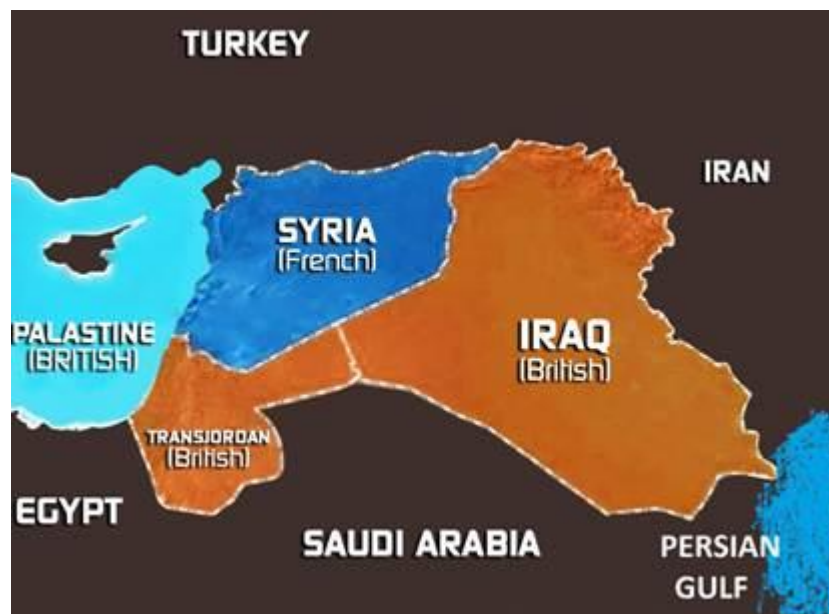 TURKEY
IRAN
SYRIA
(French)
PALASTINE
(BRITISH)
IRAQ
(British)
TRANSJORDAN
(British)
EGYPT
SAUDI ARABIA
PERSIAN
GULF